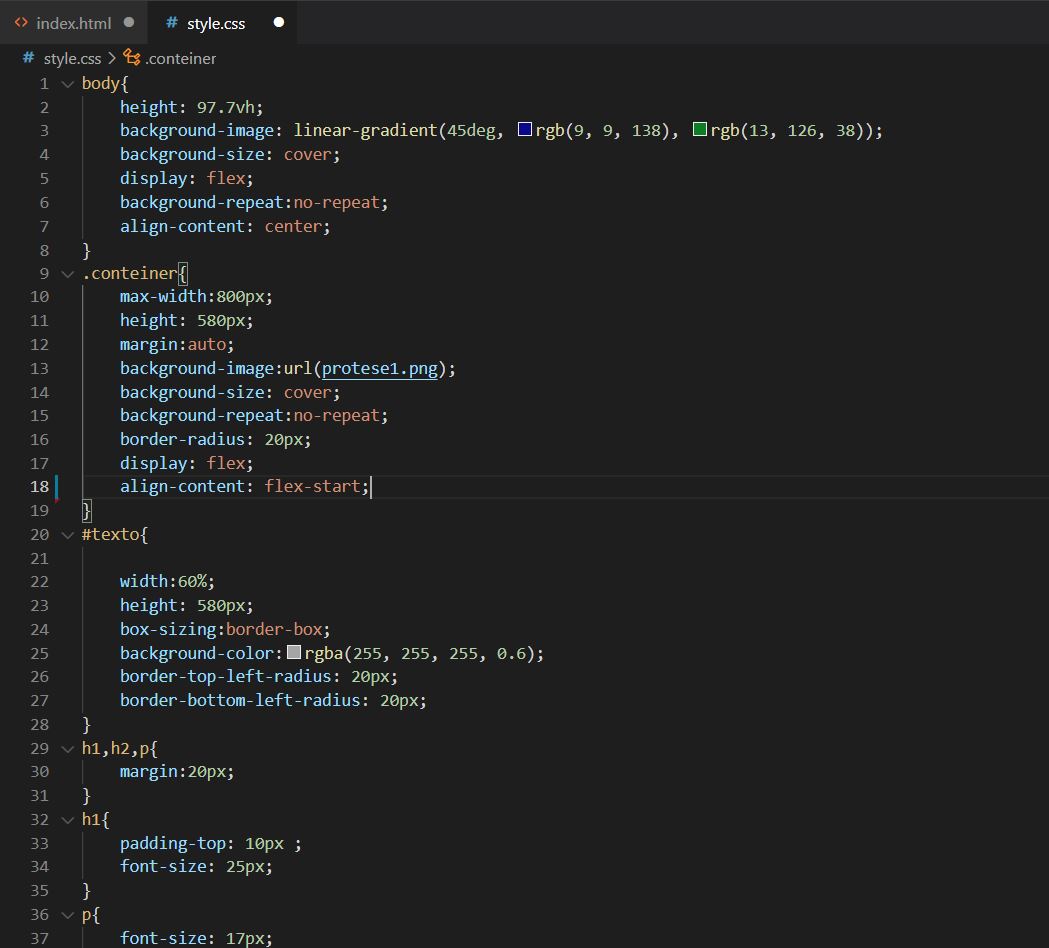 index.html style.css
style.css .conteiner
1 body{
2 height: 97.7vh;
3 background-image: linear-gradient(45deg, rgb(9, 9, 138), rgb(13, 126, 38));
4 background-size: cover;
5 display: flex;
6 background-repeat:no-repeat;
7 align-content: center;
8 }
9 .conteiner{
10 max-width:800px;
11 height: 580px;
12 margin:auto;
13 background-image:url(protese1.png);
14 background-size: cover;
15 background-repeat:no-repeat;
16 border-radius: 20px;
17 display: flex;
18 align-content: flex-start;
19 }
20 #texto{
21
22 width:60%;
23 height: 580px;
24 box-sizing:border-box;
25 background-color:rgba(255, 255, 255, 0.6);
26 border-top-left-radius: 20px;
27 border-bottom-left-radius: 20px;
28 }
29 h1,h2,p{
30 margin:20px;
31 }
32 h1{
33 padding-top: 10px ;
34 font-size: 25px;
35 }
36 p{
37 font-size: 17px;